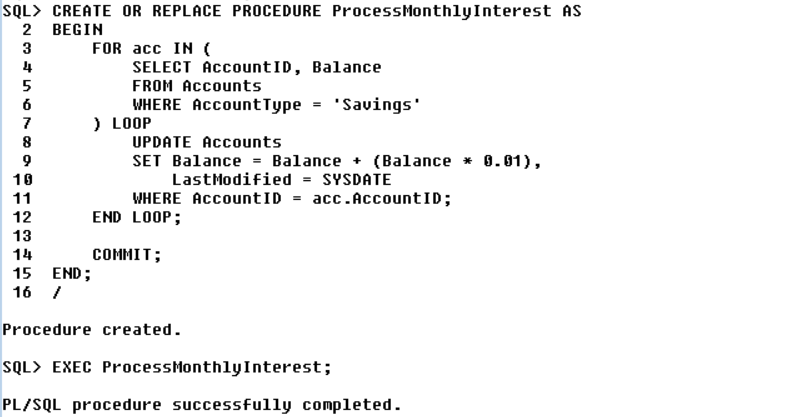 SQL> CREATE OR REPLACE PROCEDURE ProcessMonthlyInterest AS
  2  BEGIN
  3      FOR acc IN (
  4          SELECT AccountID, Balance
  5          FROM Accounts
  6          WHERE AccountType = 'Savings'
  7      ) LOOP
  8          UPDATE Accounts
  9          SET Balance = Balance + (Balance * 0.01),
 10              LastModified = SYSDATE
 11          WHERE AccountID = acc.AccountID;
 12      END LOOP;
 13
 14      COMMIT;
 15  END;
 16  /

Procedure created.

SQL> EXEC ProcessMonthlyInterest;

PL/SQL procedure successfully completed.